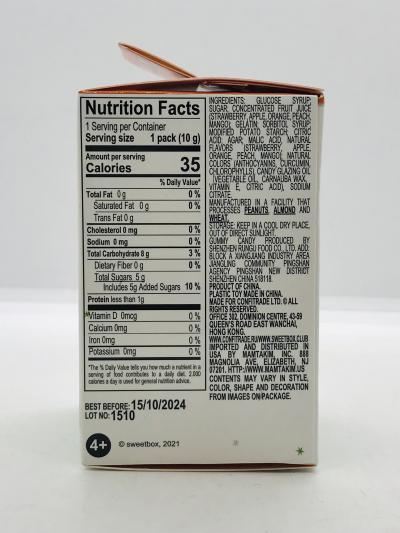 Nutrition Facts
1 Serving per Container
Serving size 1 pack (10 g)
Amount per serving
Calories 35
% Daily Value*
Total Fat 0g 0 %
Saturated Fat 0 g 0 %
Trans Fat 0 g
Cholesterol 0 mg 0 %
Sodium 0 mg 0 %
Total Carbohydrate 8 g 3 %
Dietary Fiber 0 g 0 %
Total Sugars 5 g
Includes 5g Added Sugars 10 %
Protein less than 1g
Vitamin D 0mcg 0 %
Calcium 0mg 0 %
Iron 0mg 0 %
Potassium 0mg 0 %
*The % Daily Value tells you how much a nutrient in a
serving of food contributes to a daily diet. 2.000
calories a day is used for general nutrition advice.
BEST BEFORE: 15/10/2024
LOT NO: 1510
4+
© sweetbox, 2021
INGREDIENTS: GLUCOSE SYRUP,
SUGAR, CONCENTRATED FRUIT JUICE
(STRAWBERRY, APPLE, ORANGE, PEACH,
MANGO), GELATIN, SORBITOL SYRUP,
MODIFIED POTATO STARCH, CITRIC
ACID, AGAR, MALIC ACID, NATURAL
FLAVORS (STRAWBERRY, APPLE,
ORANGE, PEACH, MANGO), NATURAL
COLORS (ANTHOCYANINS, CURCUMIN,
CHLOROPHYLLS), CANDY GLAZING OIL
(VEGETABLE OIL, CARNAUBA WAX,
VITAMIN E, CITRIC ACID), SODIUM
CITRATE.
MANUFACTURED IN A FACILITY THAT
PROCESSES PEANUTS, ALMOND AND
WHEAT.
STORAGE: KEEP IN A COOL DRY PLACE,
OUT OF DIRECT SUNLIGHT.
GUMMY CANDY PRODUCED BY
SHENZHEN RUNGU FOOD CO., LTD. ADD:
BLOCK A XIANGJIANG INDUSTRY AREA
JIANLING COMMUNITY PINGSHAN
AGENCY PINGSHAN NEW DISTRICT
SHENZHEN CHINA 518118.
PRODUCT OF CHINA.
PLASTIC TOY MADE IN CHINA.
MADE FOR CONFITRADE LTD. © ALL
RIGHTS RESERVED.
OFFICE 302, DOMINION CENTRE, 43-59
QUEEN'S ROAD EAST WANCHAI,
HONG KONG.
WWW.CONFITRADE.RU/WWW.SWEETBOX.CLUB
IMPORTED AND DISTRIBUTED IN
USA BY MAMTAKIM, INC. 888
MAGNOLIA AVE, ELIZABETH, NJ
07201, HTTP://WWW.MAMTAKIM.US
CONTENTS MAY VARY IN STYLE,
COLOR, SHAPE AND DECORATION
FROM IMAGES ON PACKAGE.